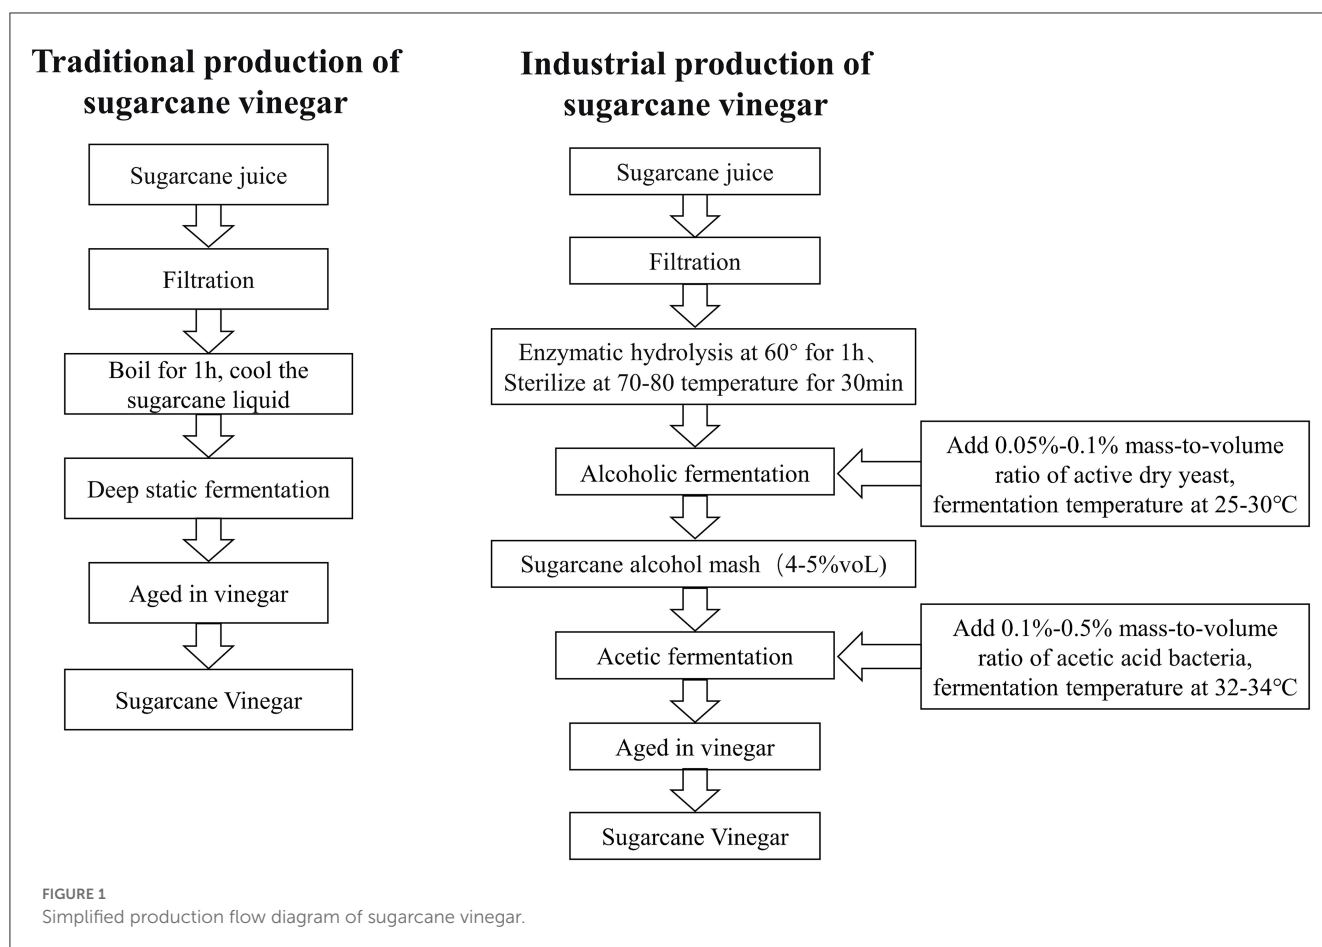 Traditional production of
sugarcane vinegar
Sugarcane juice
Filtration
Boil for 1h, cool the
sugarcane liquid
Deep static fermentation
Aged in vinegar
Sugarcane Vinegar
Industrial production of
sugarcane vinegar
Sugarcane juice
Filtration
Enzymatic hydrolysis at 60° for 1h、
Sterilize at 70-80 temperature for 30min
Alcoholic fermentation
Add 0.05%-0.1% mass-to-volume
ratio of active dry yeast,
fermentation temperature at 25-30℃
Sugarcane alcohol mash（4-5%voL)
Acetic fermentation
Add 0.1%-0.5% mass-to-volume
ratio of acetic acid bacteria,
fermentation temperature at 32-34℃
Aged in vinegar
Sugarcane Vinegar
FIGURE 1
Simplified production flow diagram of sugarcane vinegar.